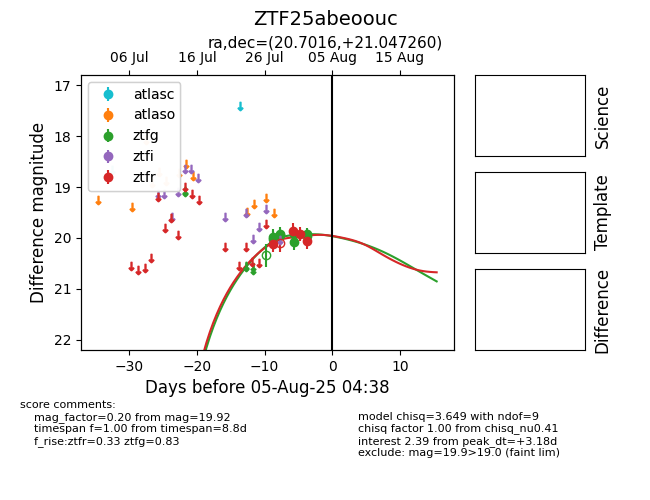 ZTF25abeoouc
ra,dec=(20.7016,+21.047260)
06 Jul 16 Jul 26 Jul 05 Aug 15 Aug
17
18
19
20
21
22
Difference magnitude
atlasc
atlaso
ztfg
ztfi
ztfr
−30 −20 −10 0 10
Days before 05-Aug-25 04:38
Science
Template
Difference
score comments:
mag_factor=0.20 from mag=19.92
timespan f=1.00 from timespan=8.8d
f_rise:ztfr=0.33 ztfg=0.83
model chisq=3.649 with ndof=9
chisq factor 1.00 from chisq_nu0.41
interest 2.39 from peak_dt=+3.18d
exclude: mag=19.9>19.0 (faint lim)